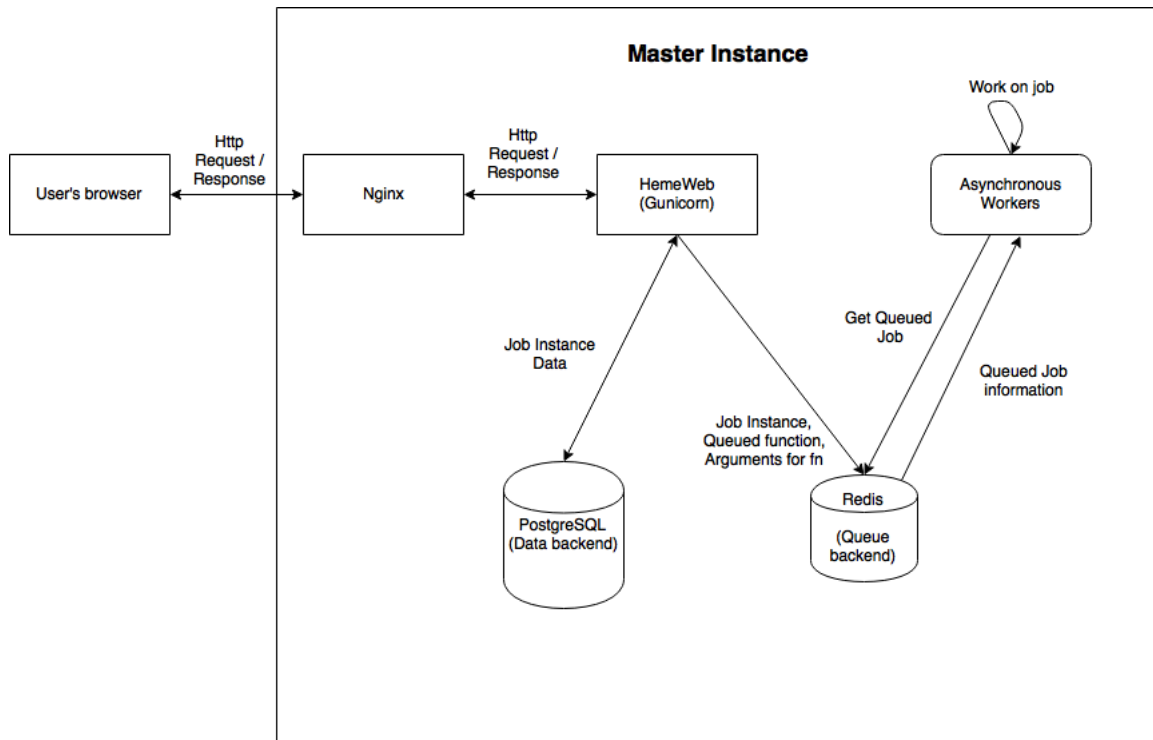 Master Instance
Work on job
Http
Request /
Response
Http
Request /
Response
User's browser
Nginx
HemeWeb
(Gunicorn)
Asynchronous
Workers
Job Instance
Data
Get Queued
Job
Queued Job
information
Job Instance,
Queued function,
Arguments for fn
PostgreSQL
(Data backend)
Redis
(Queue
backend)